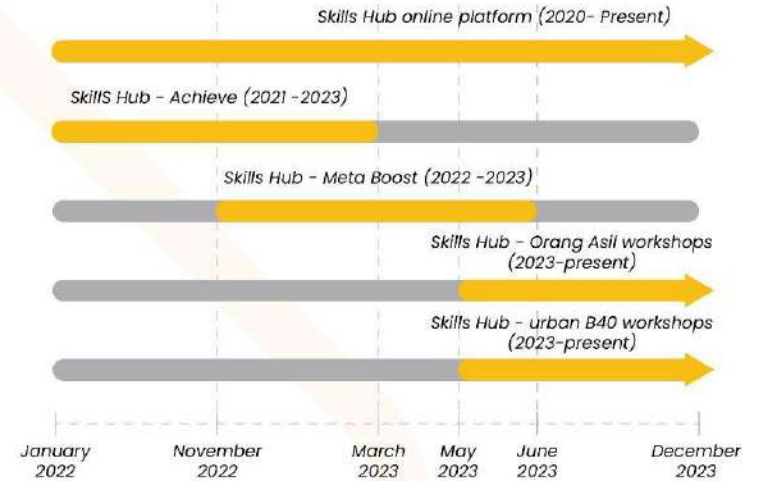 Skills Hub online platform (2020- Present)
SkillS Hub - Achieve (2021 -2023)
Skills Hub - Meta Boost (2022 -2023)
Skills Hub - Orang Asil workshops
(2023-present)
Skills Hub - urban B40 workshops
(2023-present)
January
2022
November
2022
March
2023
May
2023
June
2023
December
2023